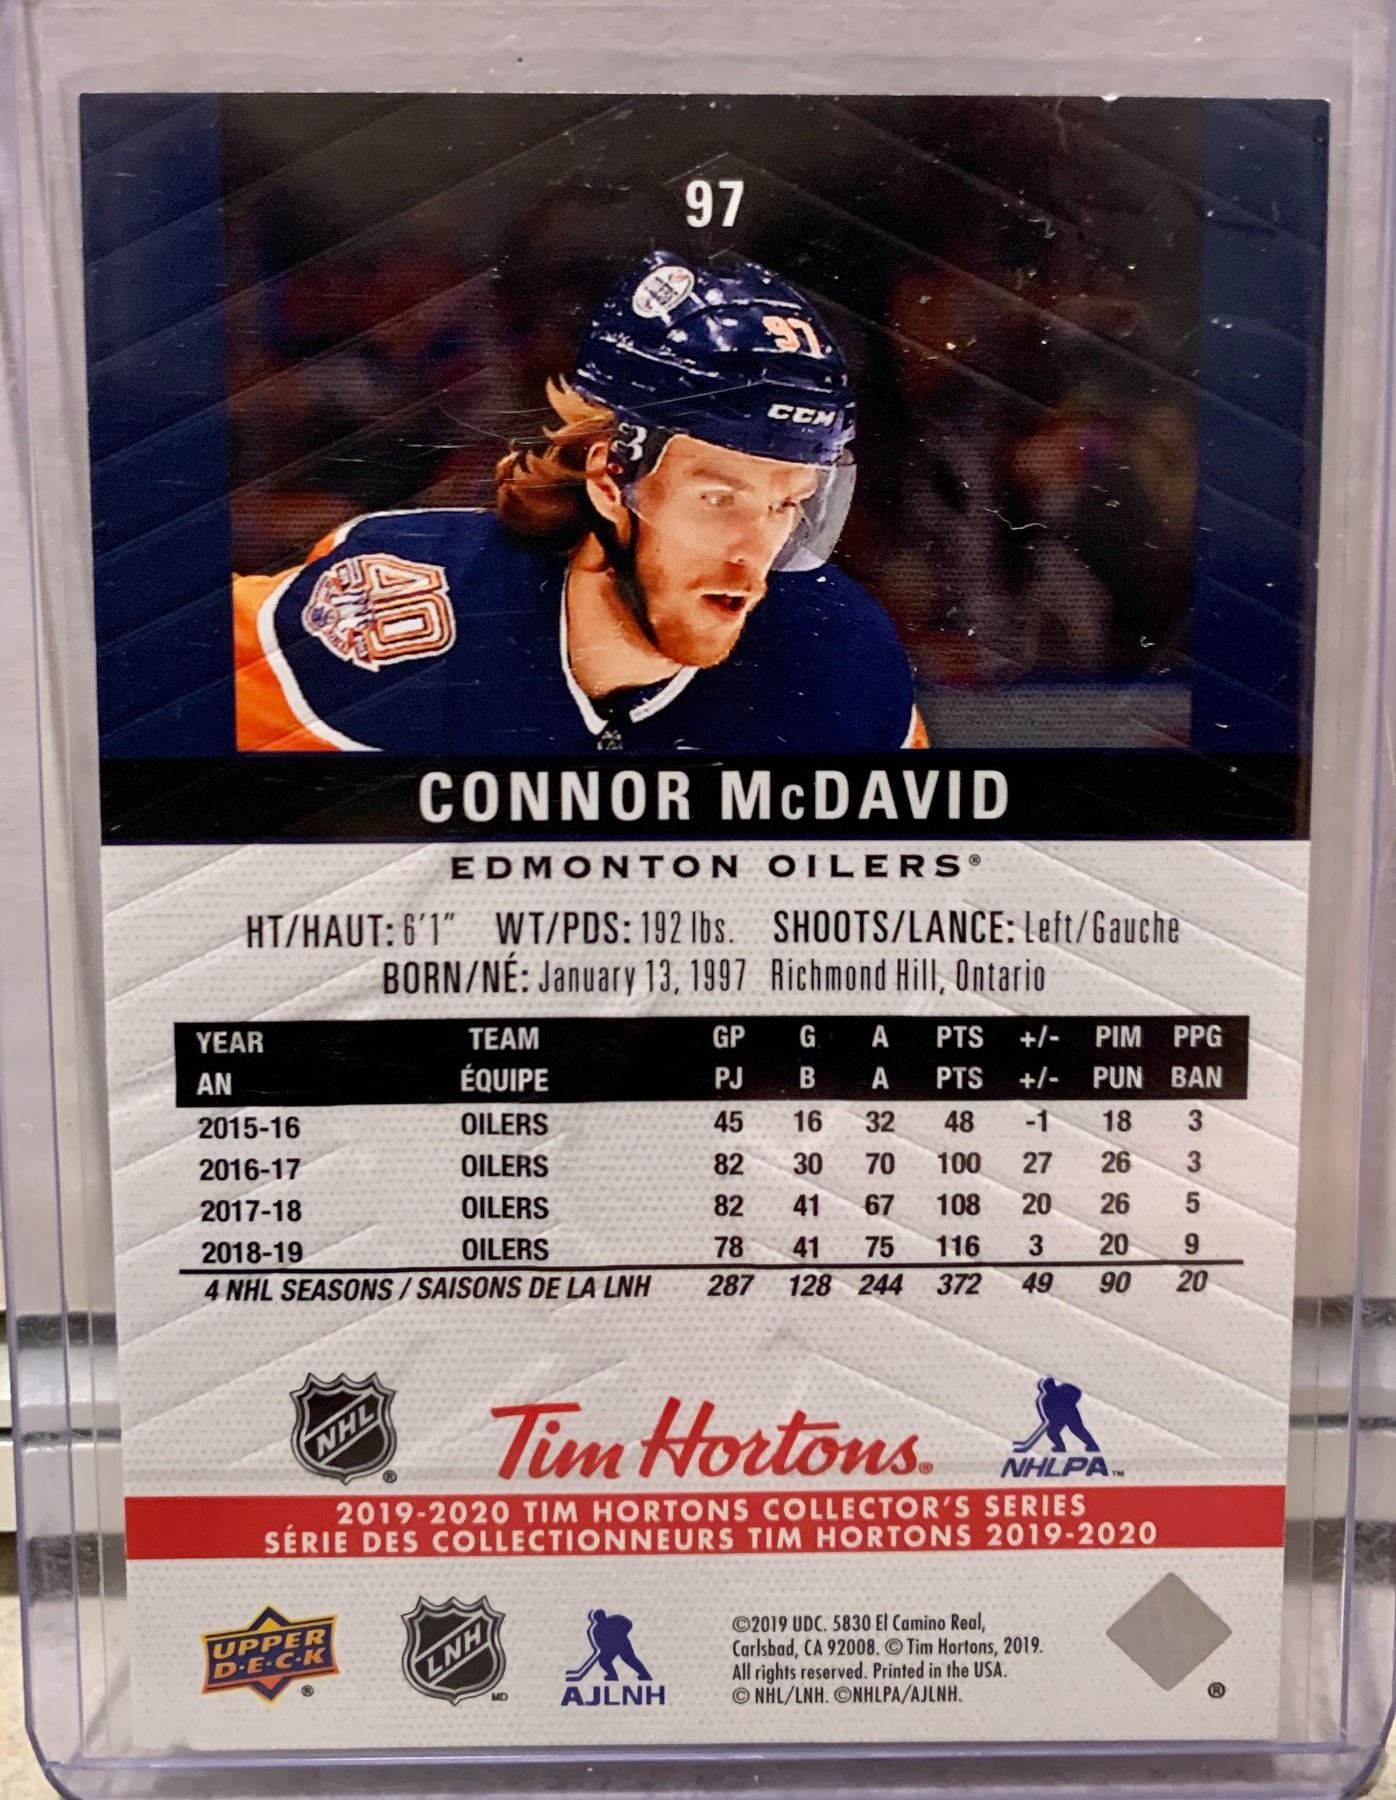 97
97
CCM
40
CONNOR McDAVID
EDMONTON OILERS®
HT/HAUT: 6'1" WT/PDS: 192 lbs. SHOOTS/LANCE: Left/Gauche
BORN/NÉ: January 13, 1997 Richmond Hill, Ontario
YEAR TEAM GP G A PTS +/- PIM PPG
AN ÉQUIPE PJ B A PTS +/- PUN BAN
2015-16 OILERS 45 16 32 48 -1 18 3
2016-17 OILERS 82 30 70 100 27 26 3
2017-18 OILERS 82 41 67 108 20 26 5
2018-19 OILERS 78 41 75 116 3 20 9
4 NHL SEASONS / SAISONS DE LA LNH 287 128 244 372 49 90 20
NHL ®
Tim Hortons®
NHLPA™
2019-2020 TIM HORTONS COLLECTOR'S SERIES
SÉRIE DES COLLECTIONNEURS TIM HORTONS 2019-2020
UPPER
D·E·C·K ®
LNH MD
AJLNH
©2019 UDC. 5830 El Camino Real,
Carlsbad, CA 92008. © Tim Hortons, 2019.
All rights reserved. Printed in the USA.
© NHL/LNH. ©NHLPA/AJLNH.
®